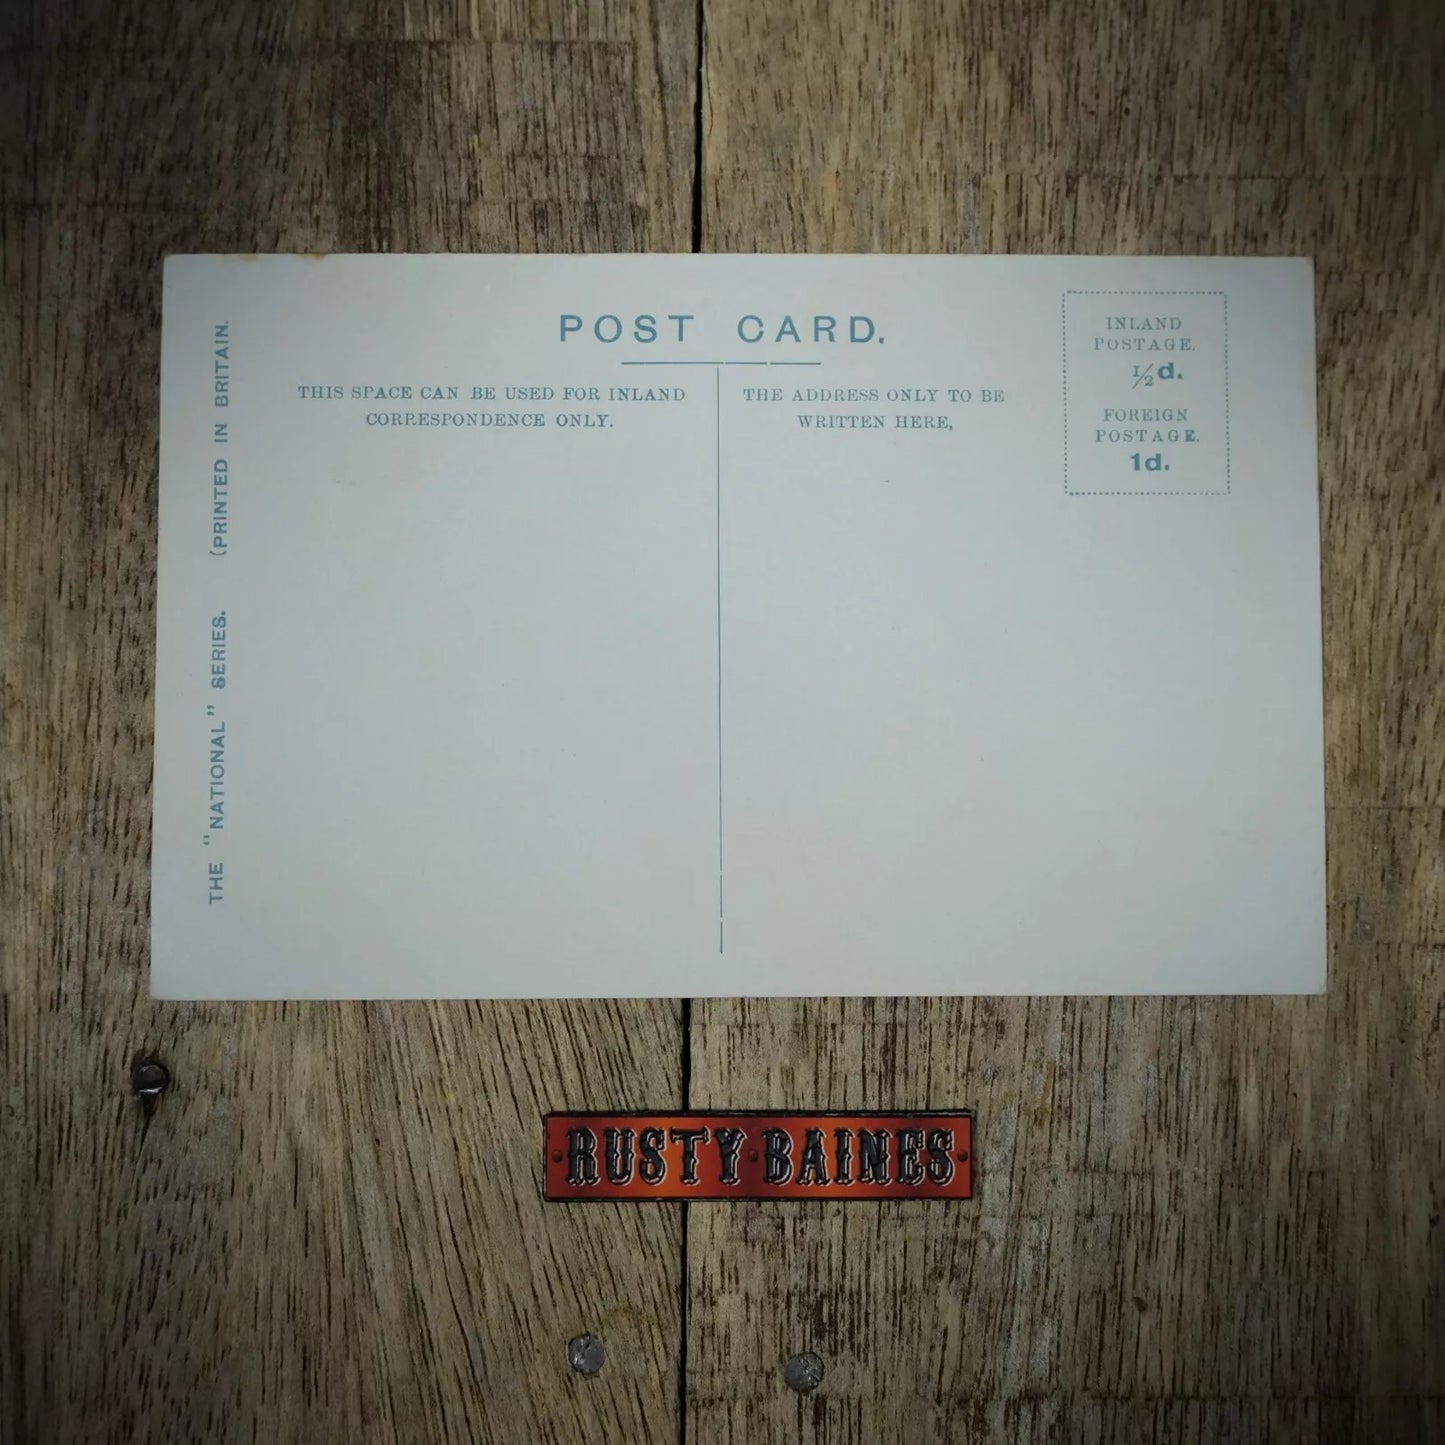 POST CARD.
THIS SPACE CAN BE USED FOR INLAND
CORRESPONDENCE ONLY.
THE ADDRESS ONLY TO BE
WRITTEN HERE,
INLAND
POSTAGE.
1/2d.
FOREIGN
POSTAGE.
1d.
THE "NATIONAL" SERIES. (PRINTED IN BRITAIN.
RUSTY BAINES